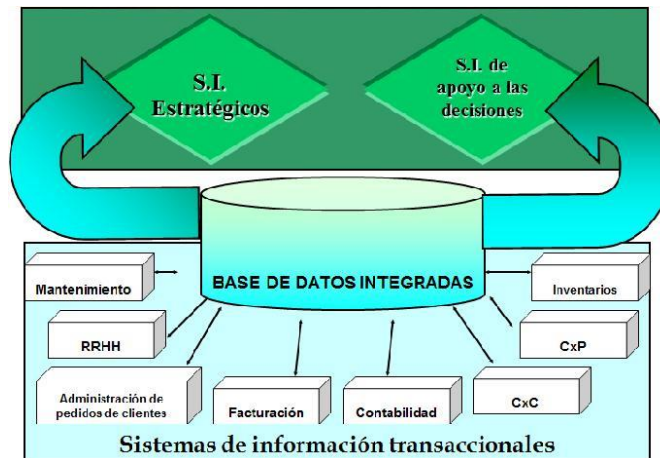 S.I.
Estratégicos
S.I. de
apoyo a las
decisiones
BASE DE DATOS INTEGRADAS
Mantenimiento
Inventarios
RRHH
CxP
Administración de
pedidos de clientes
Facturación
Contabilidad
CxC
Sistemas de información transaccionales